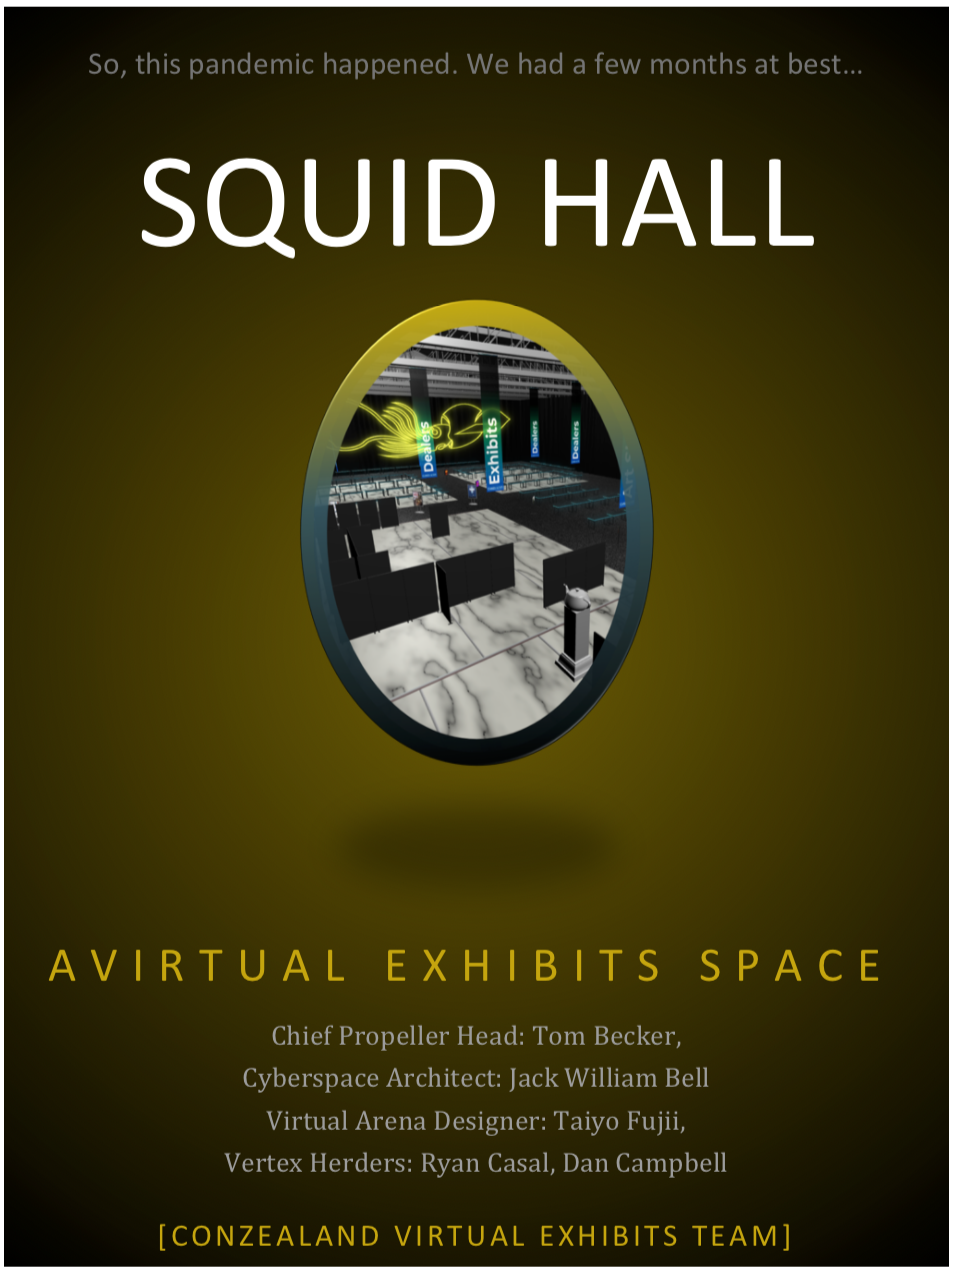 So, this pandemic happened. We had a few months at best…
SQUID HALL
Dealers
Exhibits
Dealers
Dealers
AVIRTUAL EXHIBITS SPACE
Chief Propeller Head: Tom Becker,
Cyberspace Architect: Jack William Bell
Virtual Arena Designer: Taiyo Fujii,
Vertex Herders: Ryan Casal, Dan Campbell
[CONZEALAND VIRTUAL EXHIBITS TEAM]